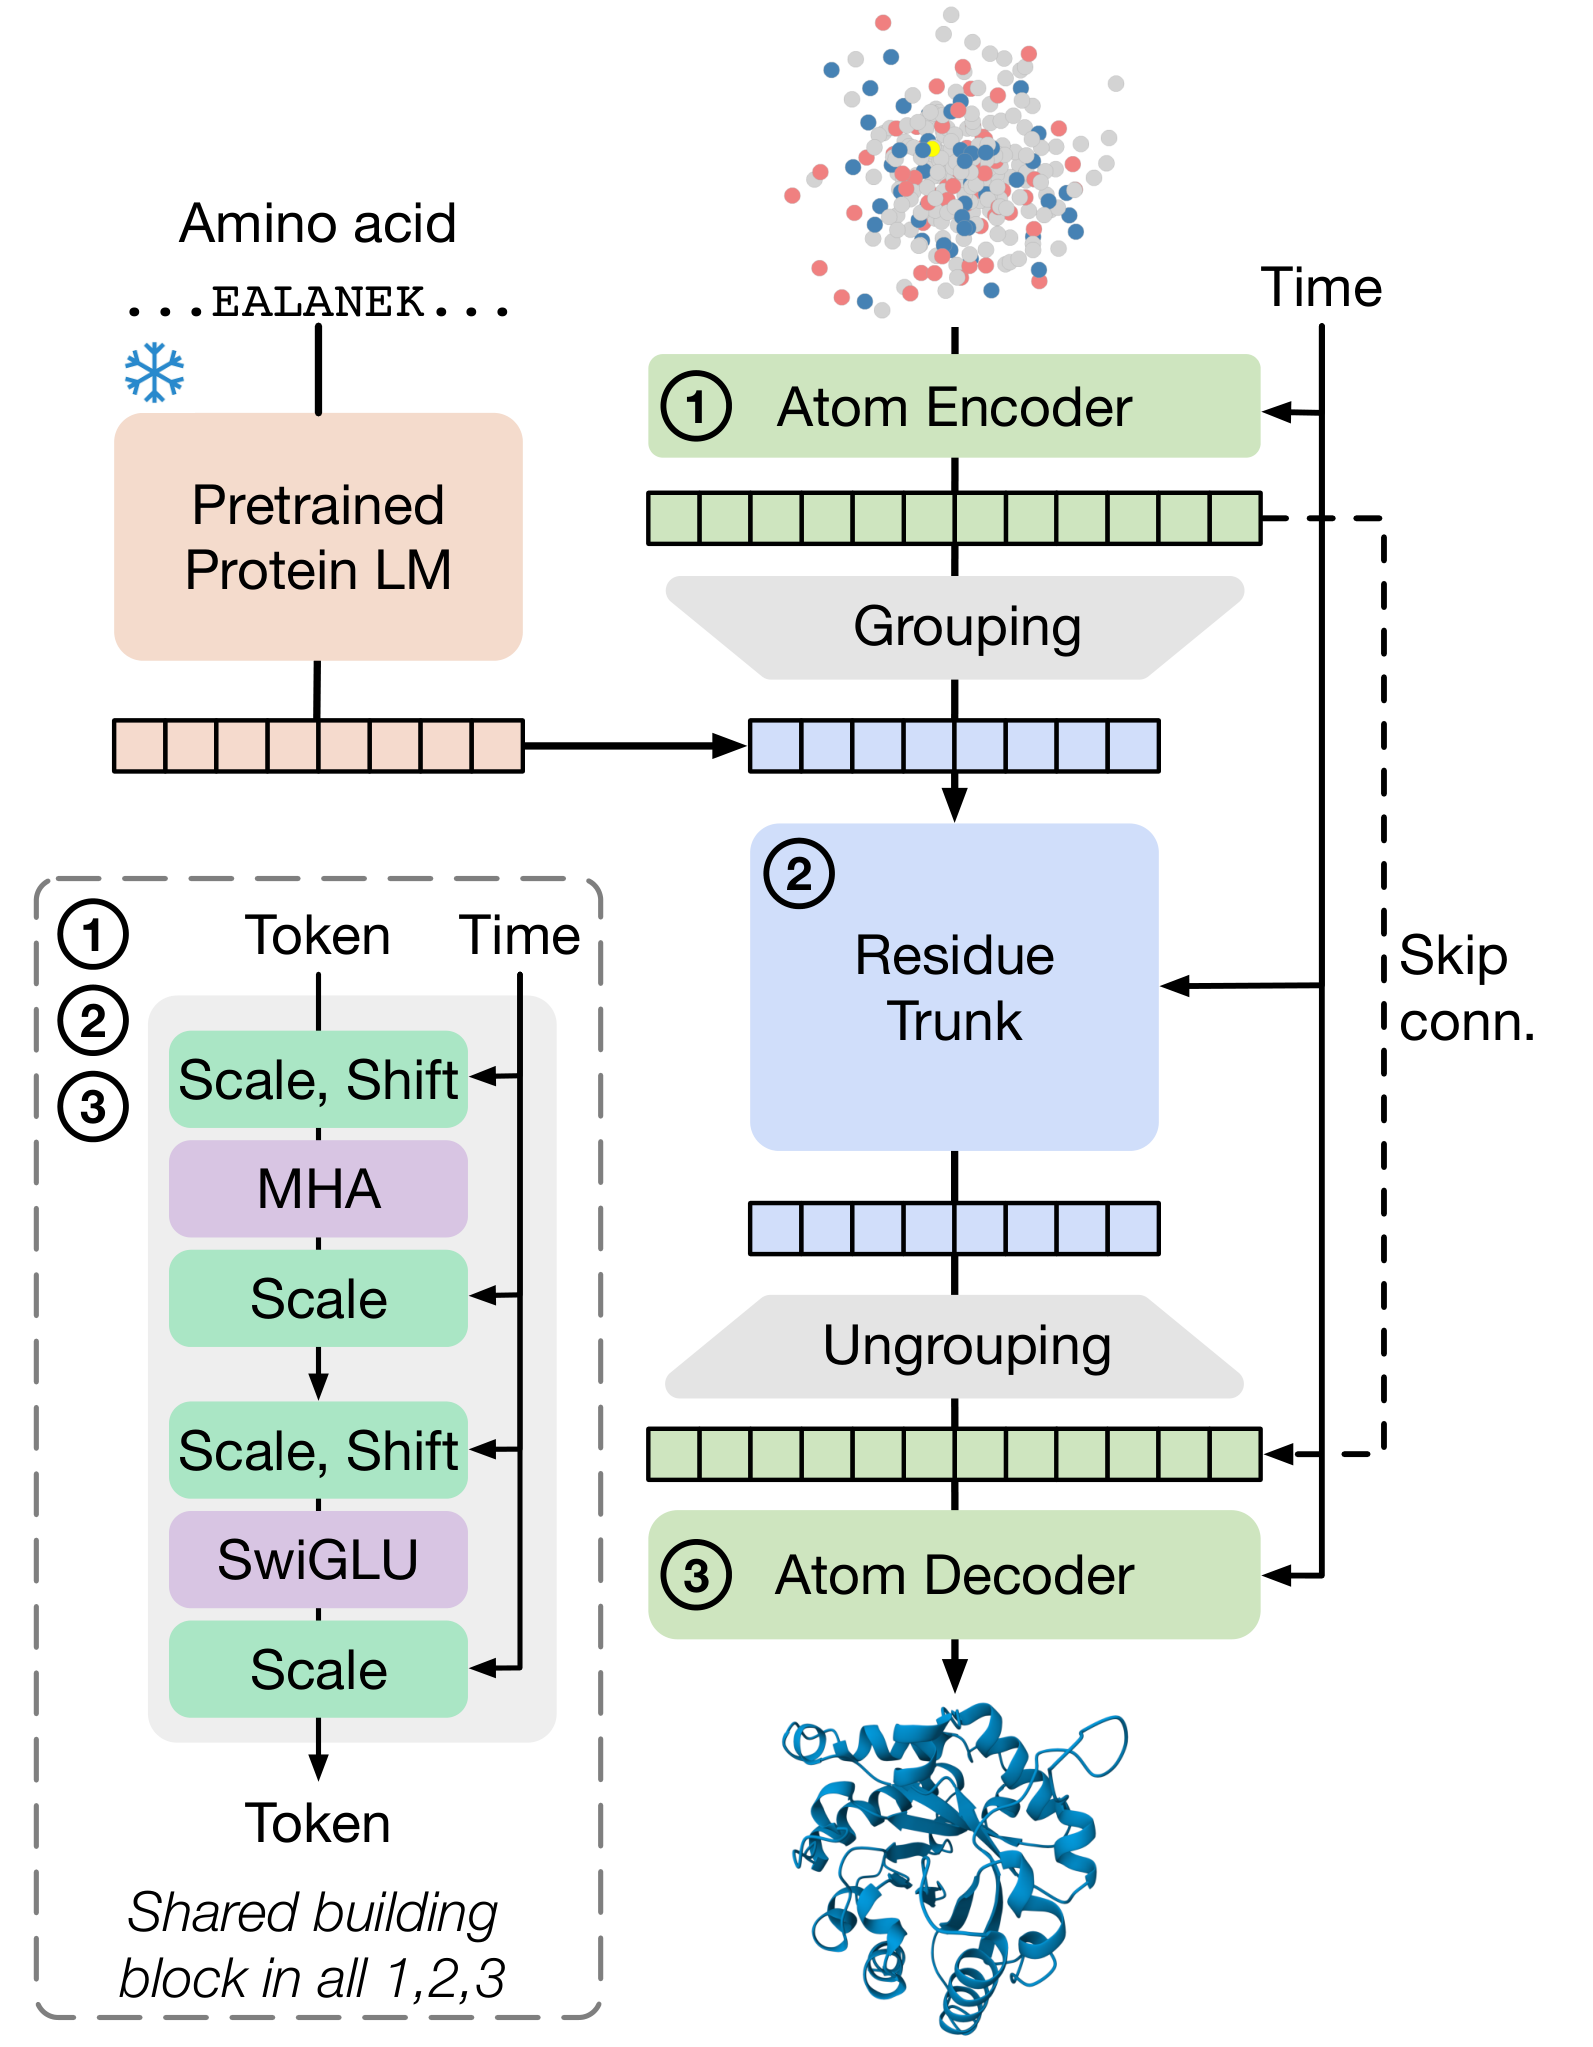 Amino acid
...EALANEK...
Pretrained
Protein LM
Time
1 Atom Encoder
Grouping
2
Residue
Trunk
Skip
conn.
Ungrouping
3 Atom Decoder
1
2
3
Token Time
Scale, Shift
MHA
Scale
Scale, Shift
SwiGLU
Scale
Token
Shared building
block in all 1,2,3